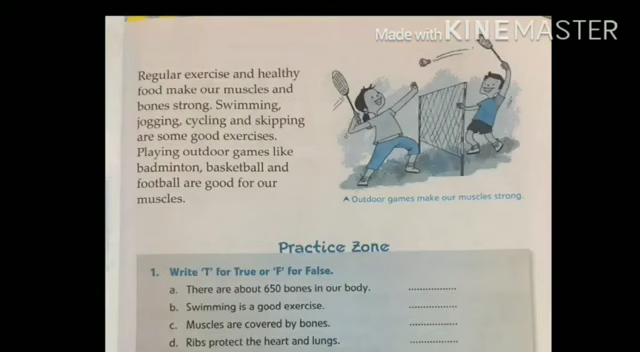 Made with KINEMASTER
Regular exercise and healthy
food make our muscles and
bones strong. Swimming,
jogging, cycling and skipping
are some good exercises.
Playing outdoor games like
badminton, basketball and
football are good for our
muscles.
Outdoor games make our muscles strong.
Practice Zone
1. Write 'T' for True or 'F' for False.
a. There are about 650 bones in our body. ................
b. Swimming is a good exercise. ................
c. Muscles are covered by bones. ................
d. Ribs protect the heart and lungs. ................